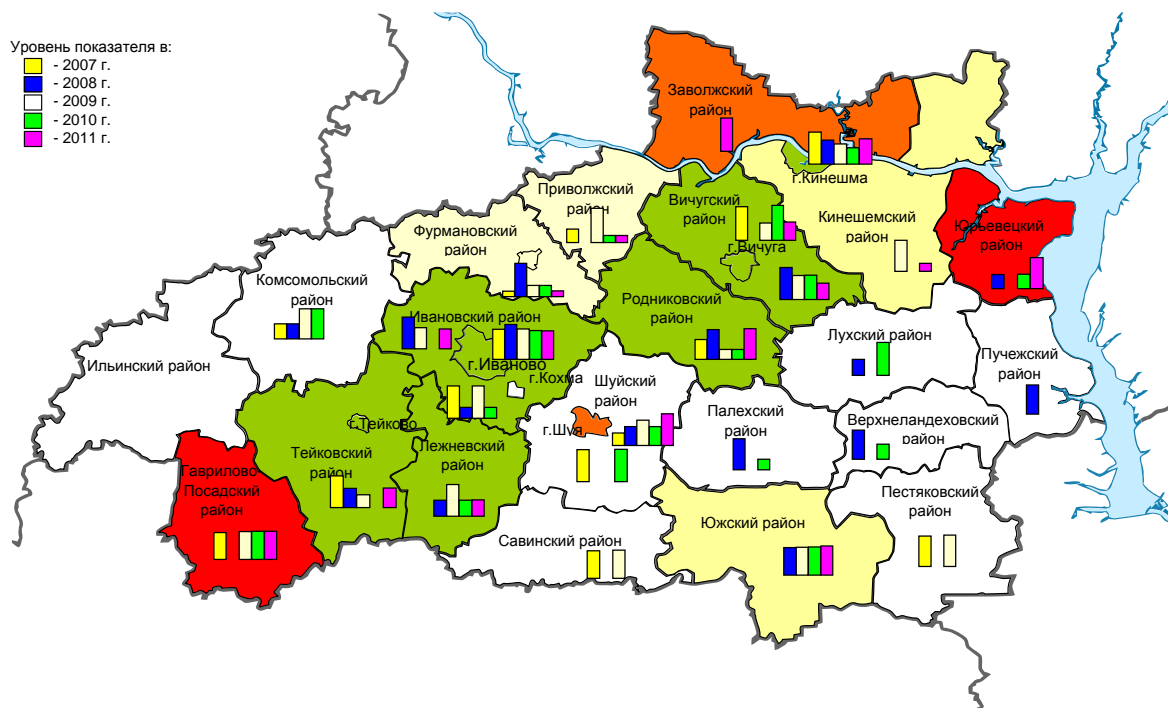 Уровень показателя в:
- 2007 г.
- 2008 г.
- 2009 г.
- 2010 г.
- 2011 г.
Заволжский
район
г.Кинешма
Приволжский
район
Вичугский
район
Кинешемский
район
Юрьевецкий
район
Фурмановский
район
г.Вичуга
Комсомольский
район
Родниковский
район
Ивановский район
Лухский район
Пучежский
район
Ильинский район
г.Иваново
г.Кохма
Шуйский
район
Палехский
район
Верхнеландеховский
район
г.Тейково
г.Шуя
Тейковский
район
Лежневский
район
Гаврилово-
Посадский
район
Пестяковский
район
Южский район
Савинский район